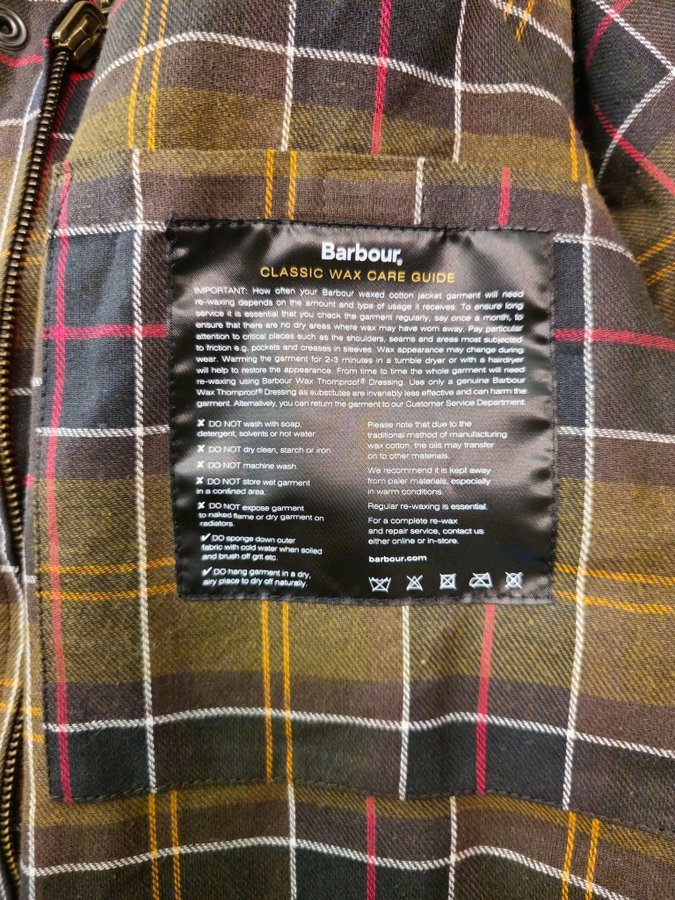 Barbour®
CLASSIC WAX CARE GUIDE
IMPORTANT: How often your Barbour waxed cotton jacket garment will need
re-waxing depends on the amount and type of usage it receives. To ensure long
service it is essential that you check the garment regularly, say once a month, to
ensure that there are no dry areas where wax may have worn away. Pay particular
attention to critical places such as the shoulders, seams and areas most subjected
to friction e.g. pockets and creases in sleeves. Wax appearance may change during
wear. Warming the garment for 2-3 minutes in a tumble dryer or with a hairdryer
will help to restore the appearance. From time to time the whole garment will need
re-waxing using Barbour Wax Thornproof® Dressing. Use only a genuine Barbour
Wax Thornproof® Dressing as substitutes are invariably less effective and can harm the
garment. Alternatively, you can return the garment to our Customer Service Department.
✘ DO NOT wash with soap,
detergent, solvents or hot water
✘ DO NOT dry clean, starch or iron
✘ DO NOT machine wash
✘ DO NOT store wet garment
in a confined area.
✘ DO NOT expose garment
to naked flame or dry garment on
radiators.
✔ DO sponge down outer
fabric with cold water when soiled
and brush off grit etc.
✔ DO hang garment in a dry,
airy place to dry off naturally.
Please note that due to the
traditional method of manufacturing
wax cotton, the oils may transfer
on to other materials.
We recommend it is kept away
from paler materials, especially
in warm conditions.
Regular re-waxing is essential.
For a complete re-wax
and repair service, contact us
either online or in-store.
barbour.com